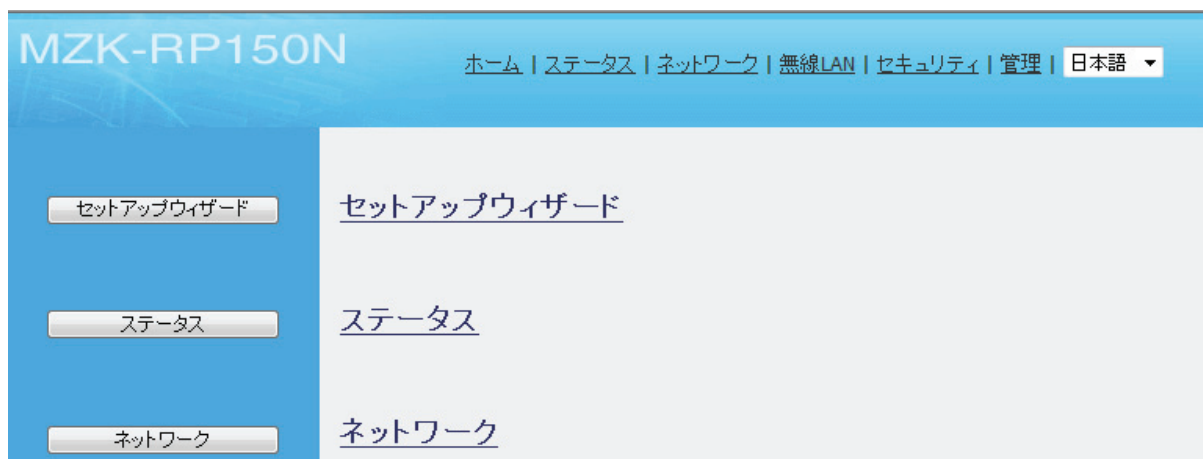 MZK-RP150N
ホーム | ステータス | ネットワーク | 無線LAN | セキュリティ | 管理 | 日本語
セットアップウィザード
セットアップウィザード
ステータス
ステータス
ネットワーク
ネットワーク